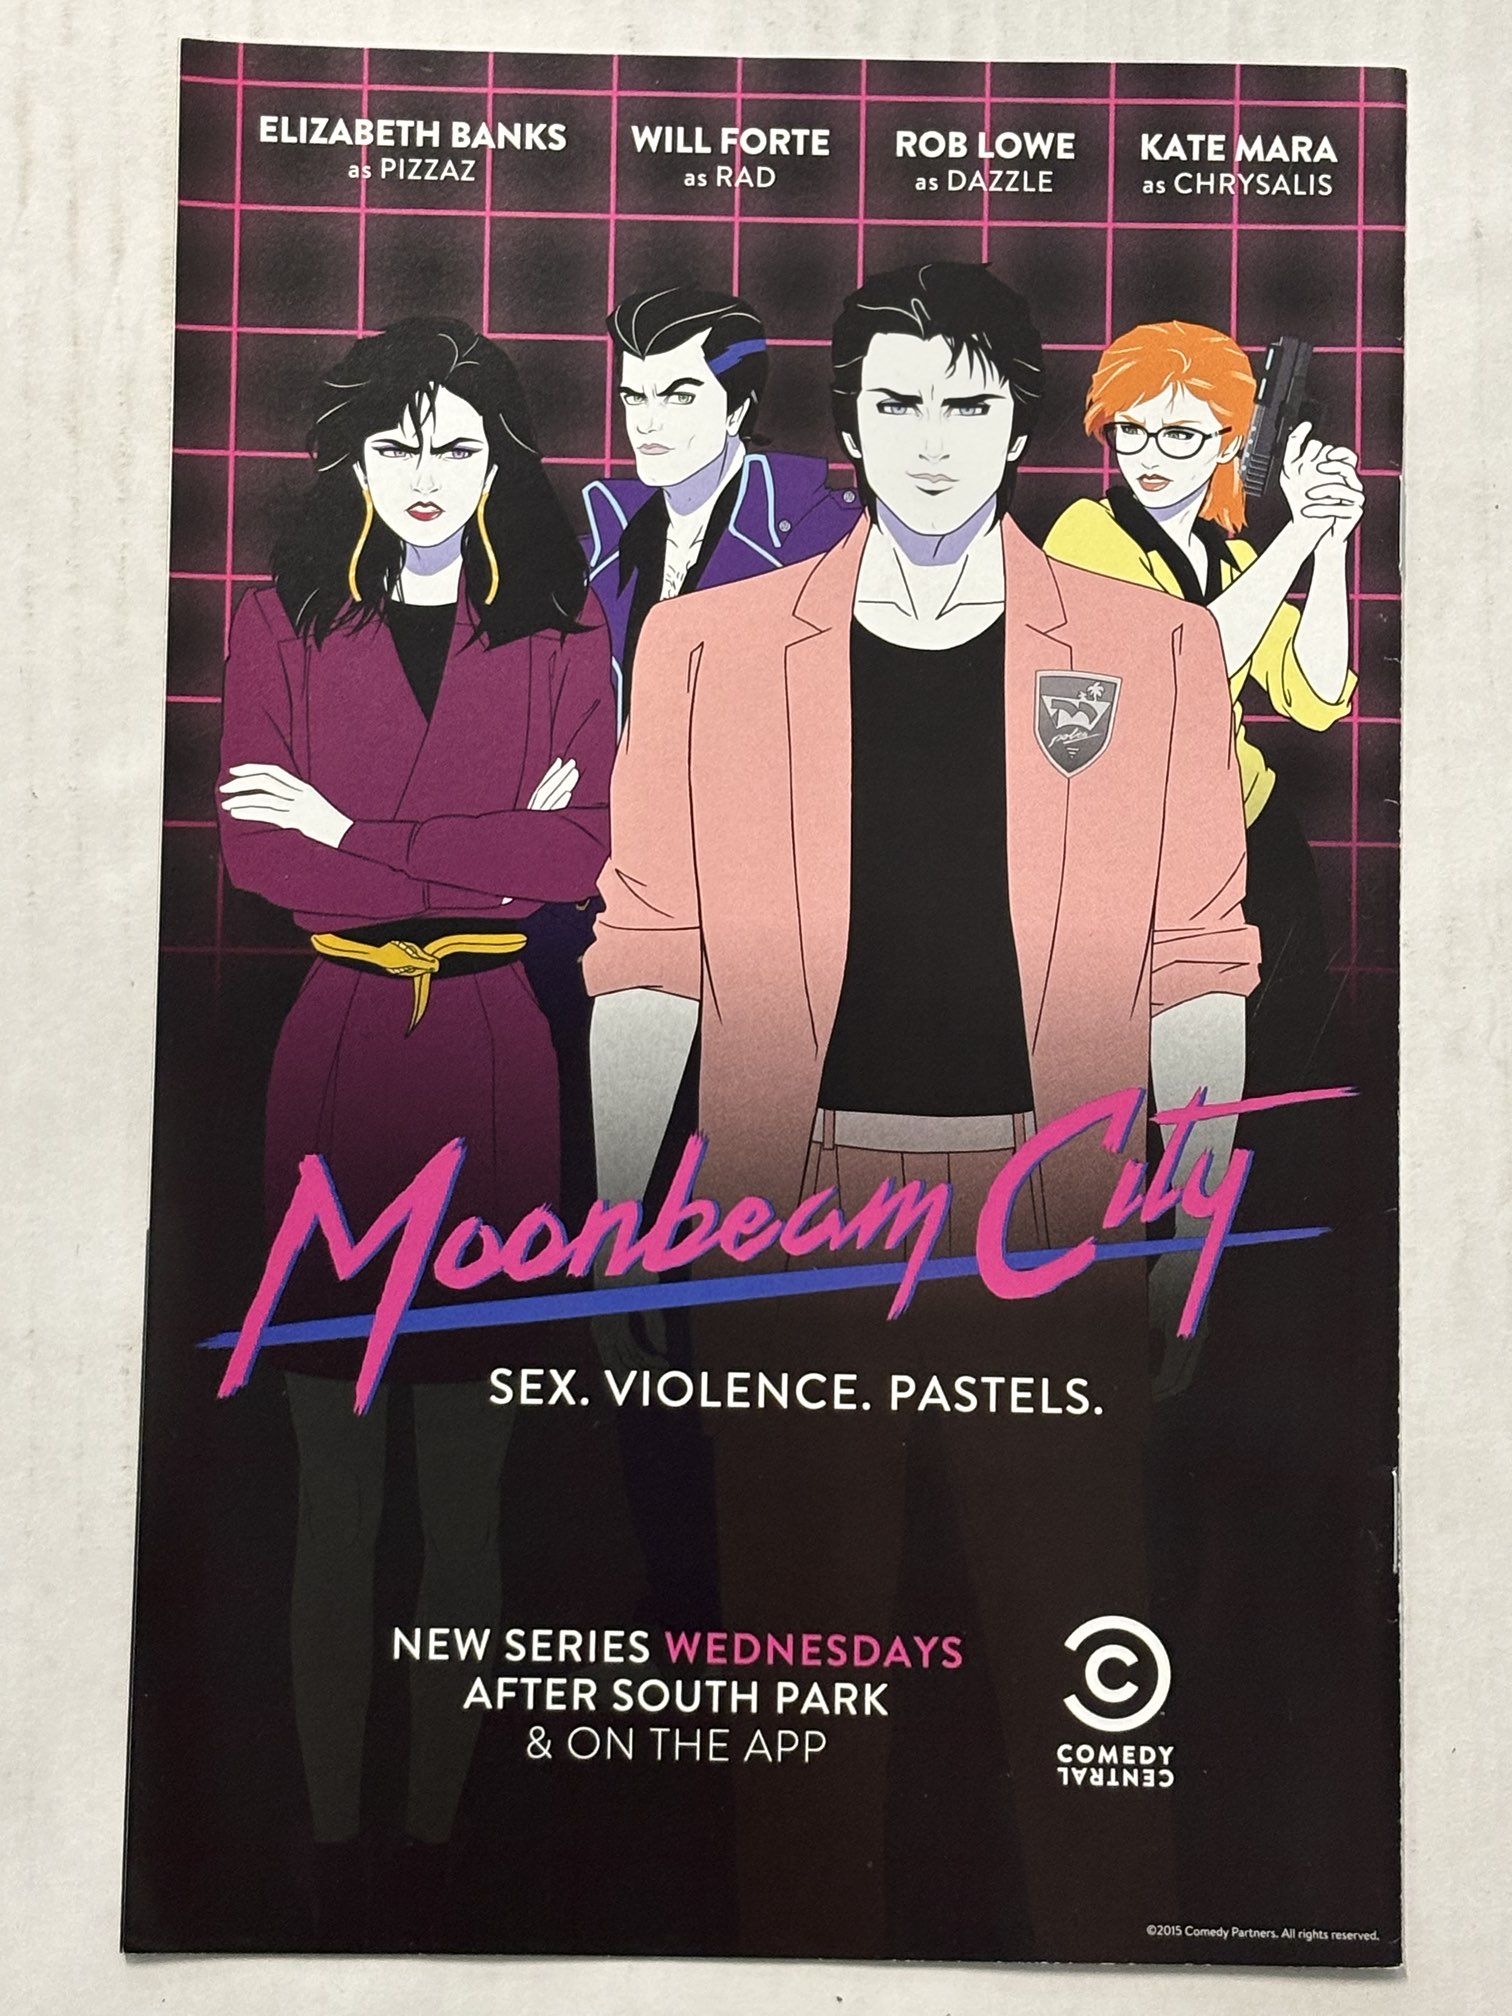 ELIZABETH BANKS
as PIZZAZ
WILL FORTE
as RAD
ROB LOWE
as DAZZLE
KATE MARA
as CHRYSALIS
Moonbeam City
SEX. VIOLENCE. PASTELS.
NEW SERIES WEDNESDAYS
AFTER SOUTH PARK
& ON THE APP
COMEDY
CENTRAL
©2015 Comedy Partners. All rights reserved.